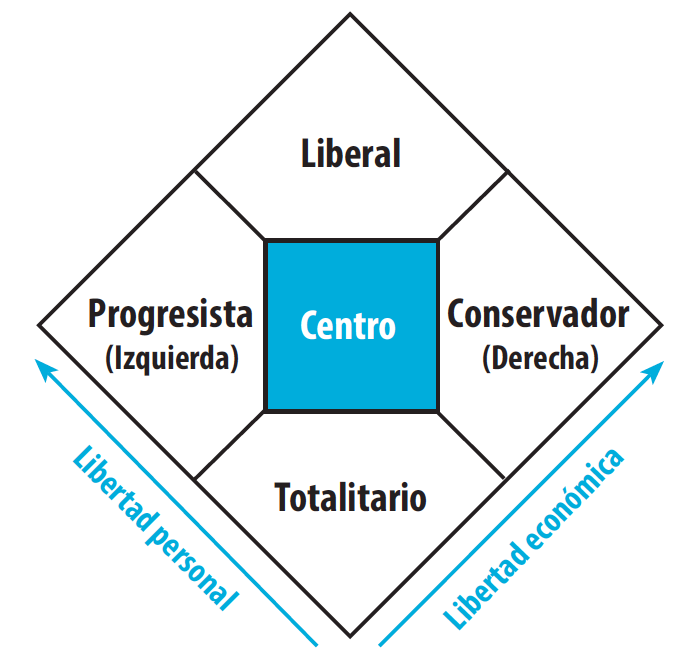 Liberal
Progresista
(Izquierda)
Centro
Conservador
(Derecha)
Totalitario
Libertad personal
Libertad económica